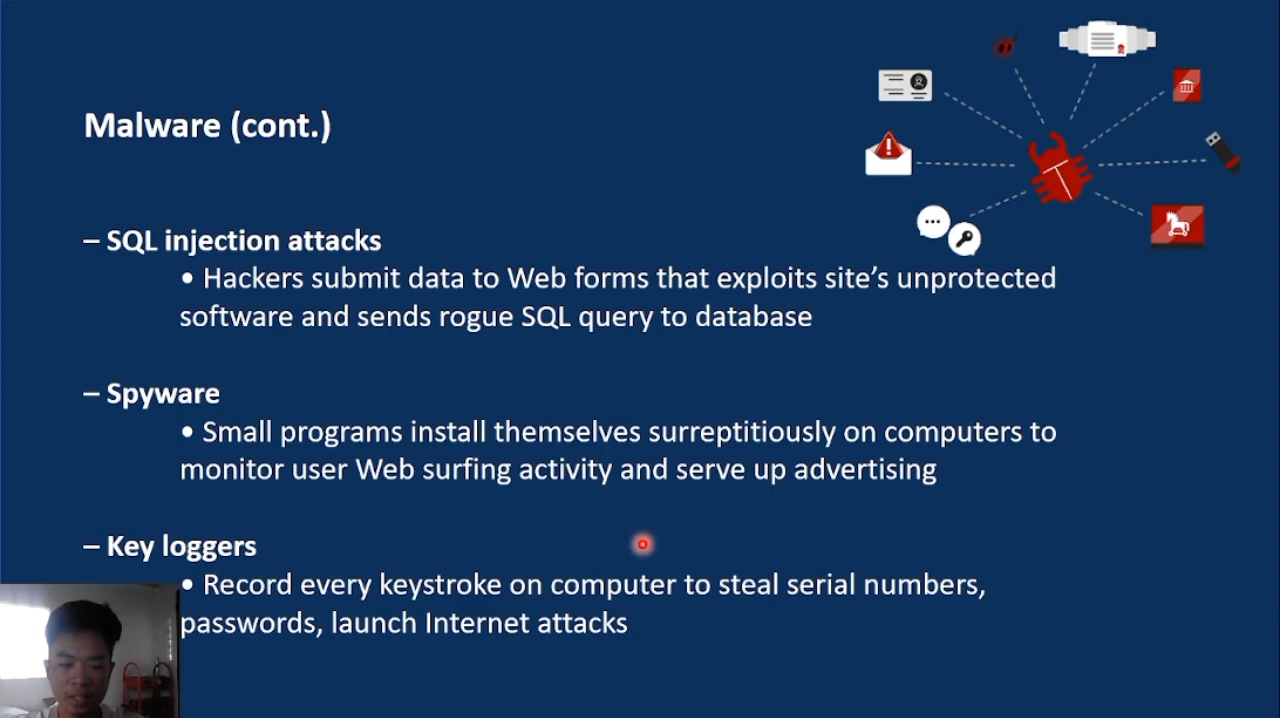 Malware (cont.)
– SQL injection attacks
• Hackers submit data to Web forms that exploits site’s unprotected
software and sends rogue SQL query to database
– Spyware
• Small programs install themselves surreptitiously on computers to
monitor user Web surfing activity and serve up advertising
– Key loggers
• Record every keystroke on computer to steal serial numbers,
passwords, launch Internet attacks